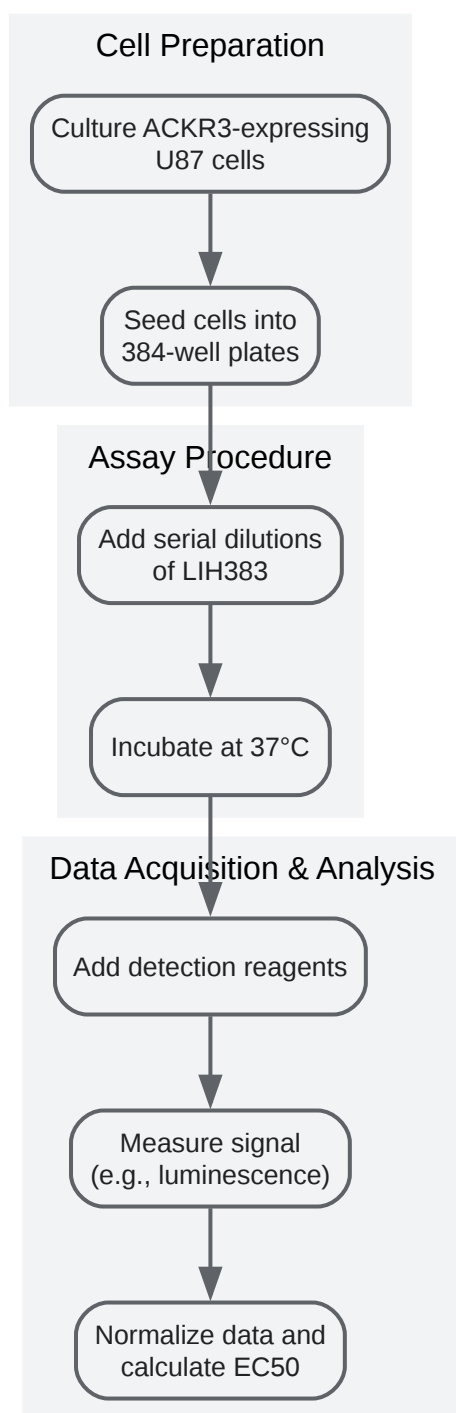 Cell Preparation
Culture ACKR3-expressing
U87 cells
Seed cells into
384-well plates
Assay Procedure
Add serial dilutions
of LIH383
Incubate at 37°C
Data Acquisition & Analysis
Add detection reagents
Measure signal
(e.g., luminescence)
Normalize data and
calculate EC50